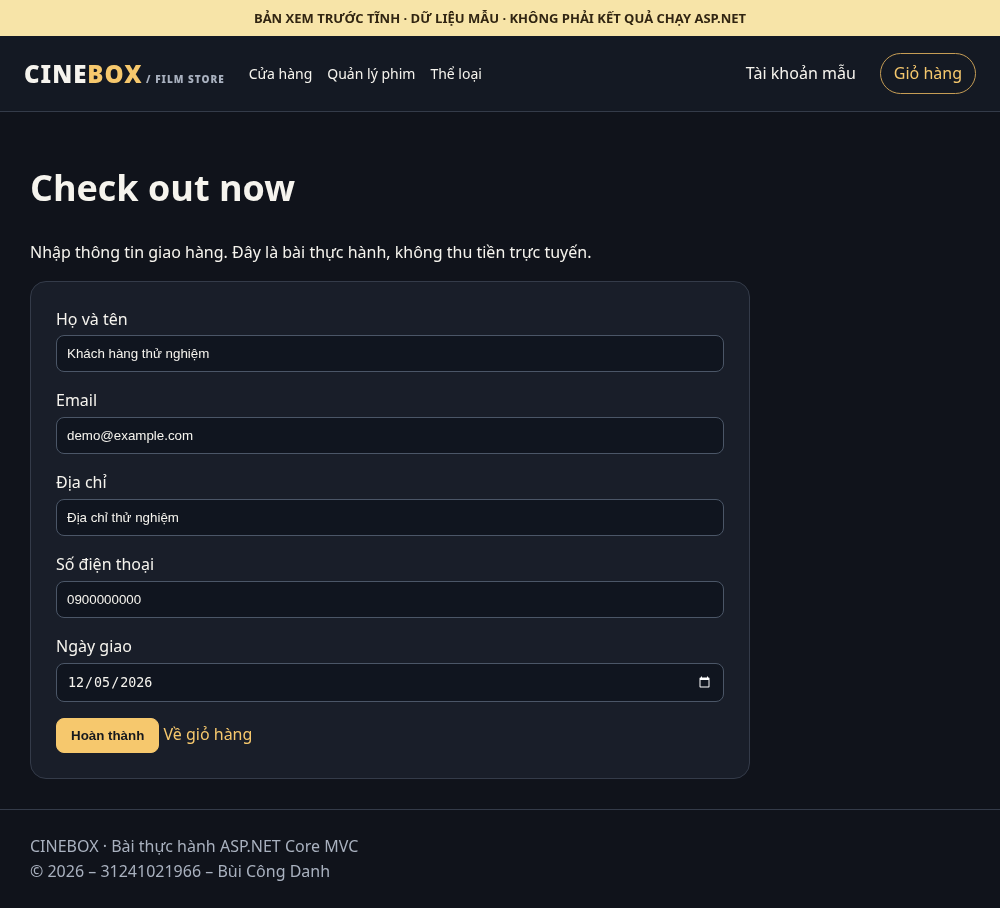 BẢN XEM TRƯỚC TĨNH · DỮ LIỆU MẪU · KHÔNG PHẢI KẾT QUẢ CHẠY ASP.NET
CINEBOX / FILM STORE Cửa hàng Quản lý phim Thể loại Tài khoản mẫu Giỏ hàng
Check out now
Nhập thông tin giao hàng. Đây là bài thực hành, không thu tiền trực tuyến.
Họ và tên
Khách hàng thử nghiệm
Email
demo@example.com
Địa chỉ
Địa chỉ thử nghiệm
Số điện thoại
0900000000
Ngày giao
12/05/2026
Hoàn thành Về giỏ hàng
CINEBOX · Bài thực hành ASP.NET Core MVC
© 2026 – 31241021966 – Bùi Công Danh